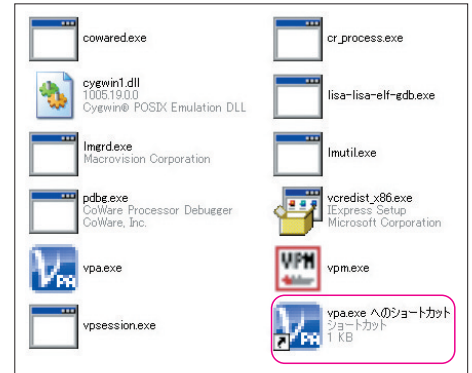 cowared.exe
cr_process.exe
cygwin1.dll
1005.19.0.0
Cygwin® POSIX Emulation DLL
lisa-lisa-elf-gdb.exe
lmgrd.exe
Macrovision Corporation
lmutil.exe
pdbg.exe
CoWare Processor Debugger
CoWare, Inc.
vcredist_x86.exe
IExpress Setup
Microsoft Corporation
vpa.exe
VPM
vpm.exe
vpsession.exe
vpa.exe へのショートカット
ショートカット
1 KB